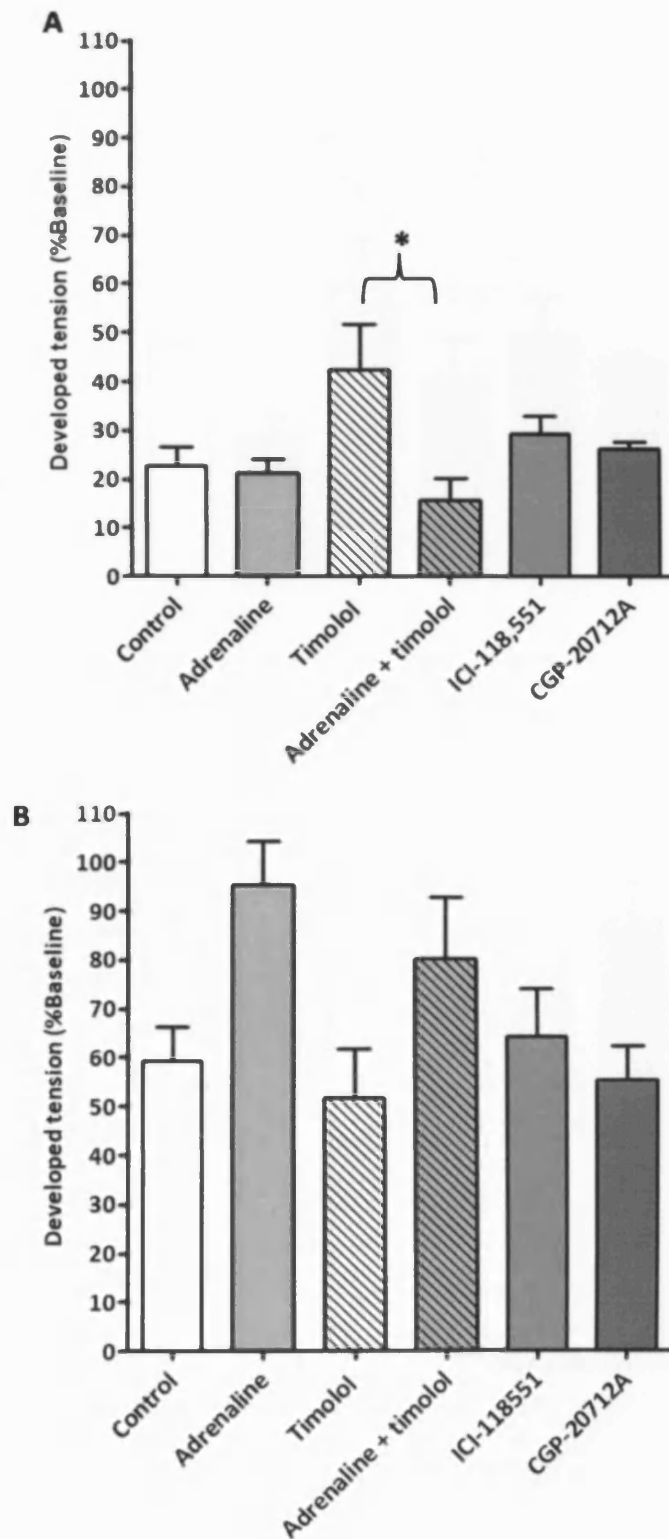 A
110
100
90
80
70
60
50
40
30
20
10
0
Developed tension (%Baseline)
*
Control
Adrenaline
Timolol
Adrenaline + timolol
ICI-118,551
CGP-20712A
B
110
100
90
80
70
60
50
40
30
20
10
0
Developed tension (%Baseline)
Control
Adrenaline
Timolol
Adrenaline + timolol
ICI-118551
CGP-20712A